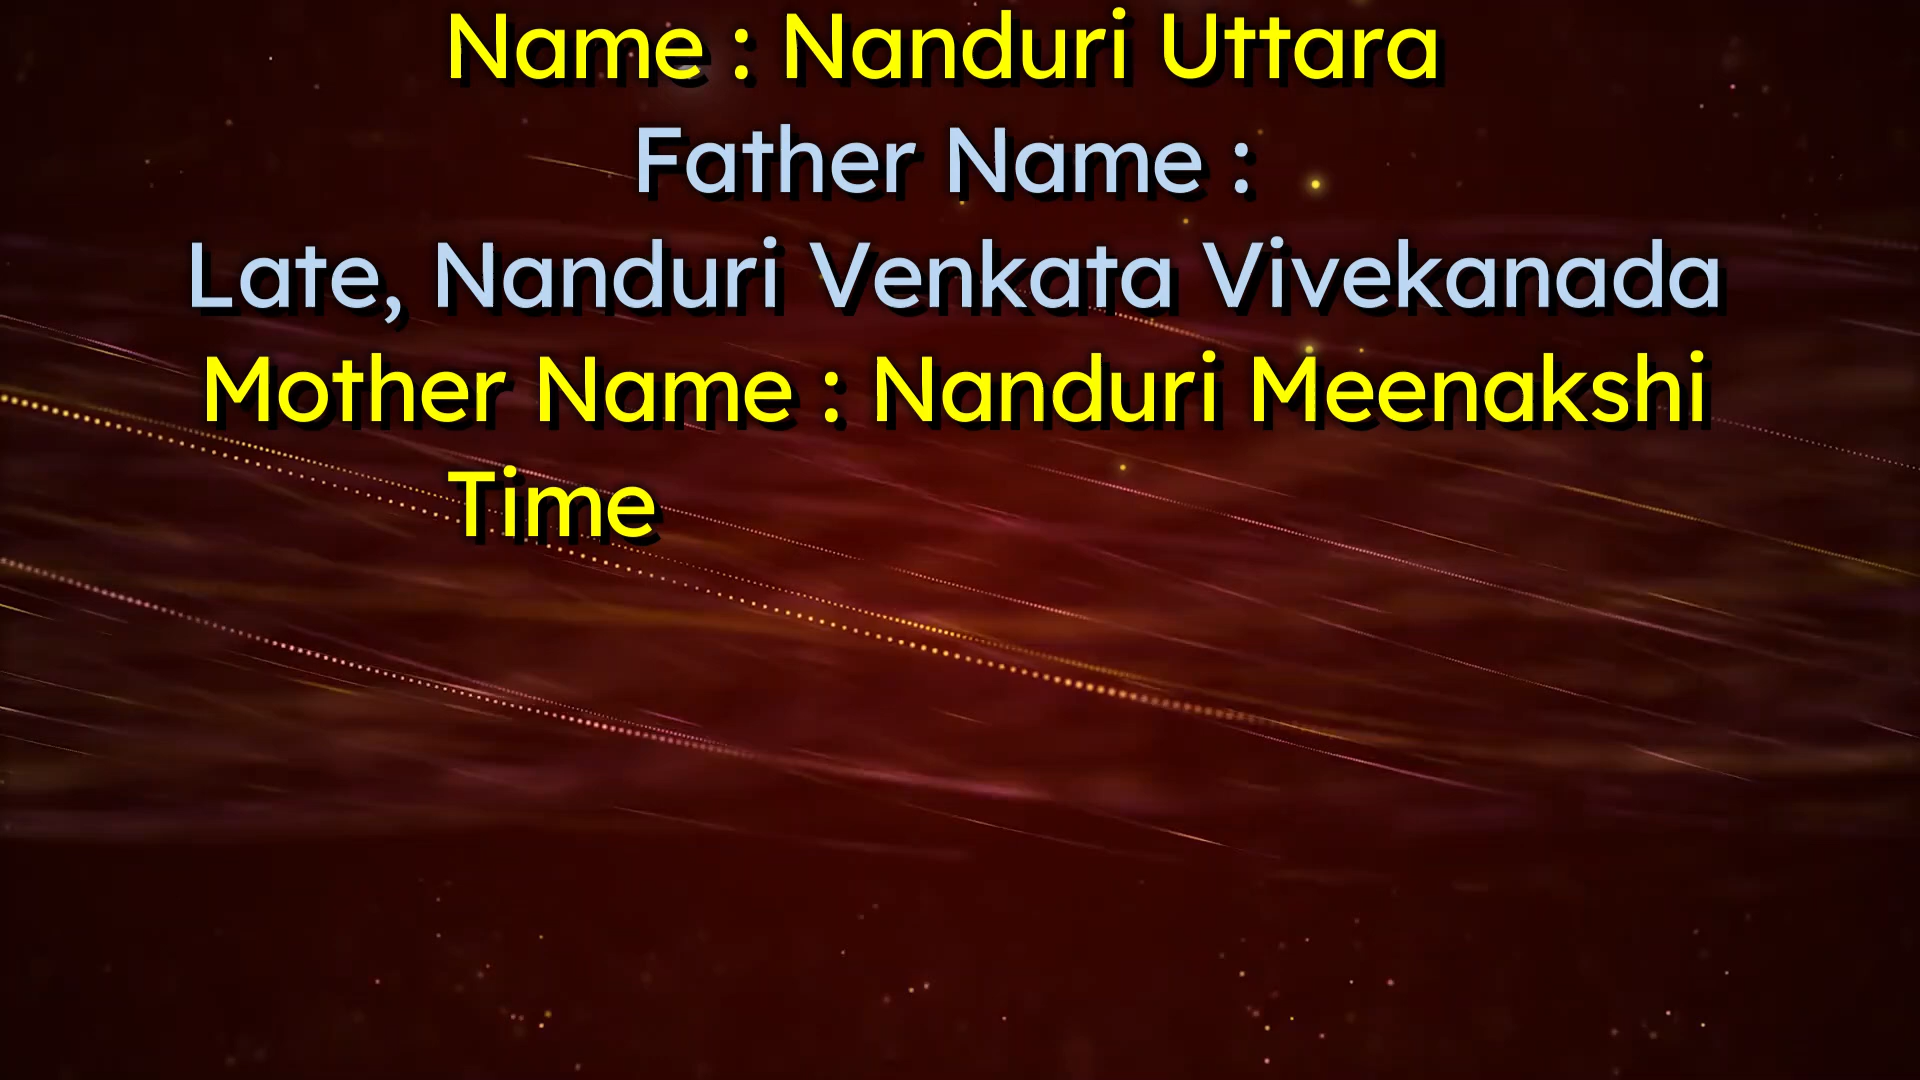 Name : Nanduri Uttara
Father Name :
Late, Nanduri Venkata Vivekanada
Mother Name : Nanduri Meenakshi
Time